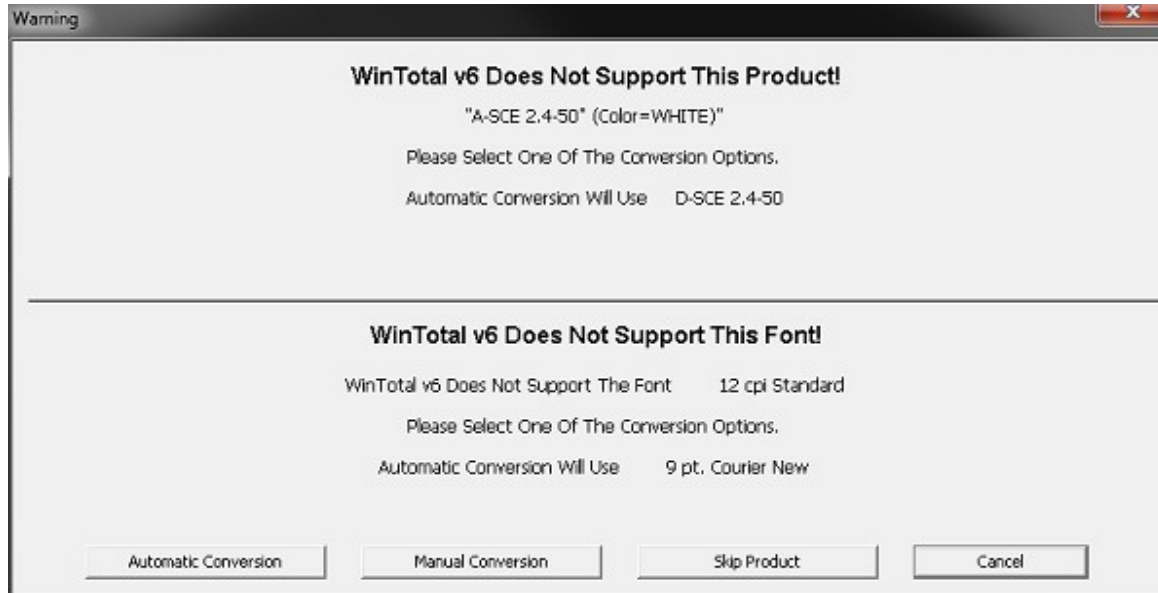 Warning
X
WinTotal v6 Does Not Support This Product!
"A-SCE 2.4-50" (Color=WHITE)"
Please Select One Of The Conversion Options.
Automatic Conversion Will Use D-SCE 2.4-50
WinTotal v6 Does Not Support This Font!
WinTotal v6 Does Not Support The Font 12 cpi Standard
Please Select One Of The Conversion Options.
Automatic Conversion Will Use 9 pt. Courier New
Automatic Conversion Manual Conversion Skip Product Cancel